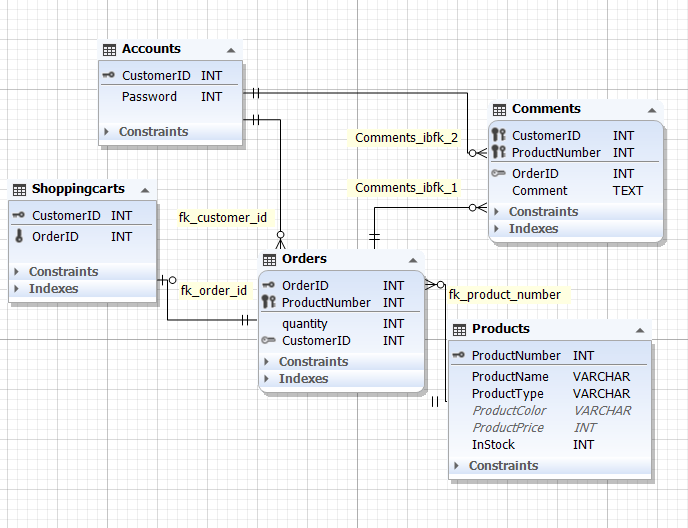 Accounts
CustomerID INT
Password INT
Constraints
Comments
CustomerID INT
ProductNumber INT
OrderID INT
Comment TEXT
Constraints
Indexes
Comments_ibfk_2
Comments_ibfk_1
Shoppingcarts
CustomerID INT
OrderID INT
Constraints
Indexes
fk_customer_id
fk_order_id
Orders
OrderID INT
ProductNumber INT
quantity INT
CustomerID INT
Constraints
Indexes
fk_product_number
Products
ProductNumber INT
ProductName VARCHAR
ProductType VARCHAR
ProductColor VARCHAR
ProductPrice INT
InStock INT
Constraints